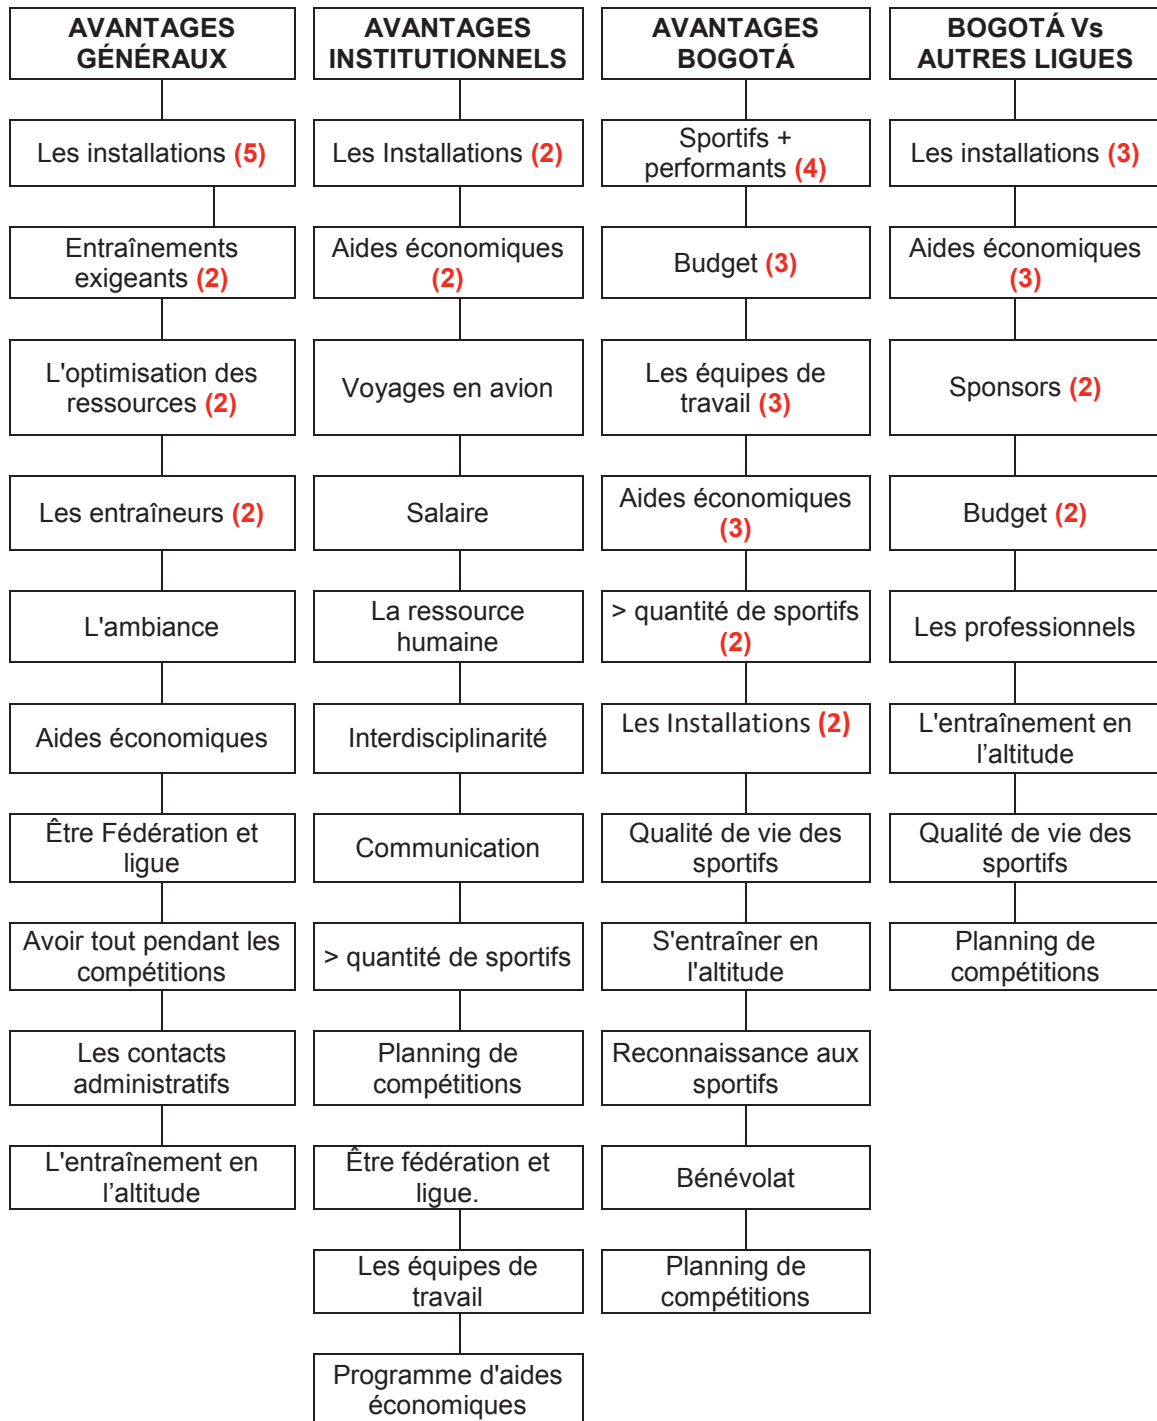 AVANTAGES
GÉNÉRAUX
Les installations (5)
Entraînements
exigeants (2)
L'optimisation des
ressources (2)
Les entraîneurs (2)
L'ambiance
Aides économiques
Être Fédération et
ligue
Avoir tout pendant les
compétitions
Les contacts
administratifs
L'entraînement en
l’altitude
AVANTAGES
INSTITUTIONNELS
Les Installations (2)
Aides économiques
(2)
Voyages en avion
Salaire
La ressource
humaine
Interdisciplinarité
Communication
> quantité de sportifs
Planning de
compétitions
Être fédération et
ligue.
Les équipes de
travail
Programme d'aides
économiques
AVANTAGES
BOGOTÁ
Sportifs +
performants (4)
Budget (3)
Les équipes de
travail (3)
Aides économiques
(3)
> quantité de sportifs
(2)
Les Installations (2)
Qualité de vie des
sportifs
S'entraîner en
l'altitude
Reconnaissance aux
sportifs
Bénévolat
Planning de
compétitions
BOGOTÁ Vs
AUTRES LIGUES
Les installations (3)
Aides économiques
(3)
Sponsors (2)
Budget (2)
Les professionnels
L'entraînement en
l’altitude
Qualité de vie des
sportifs
Planning de
compétitions